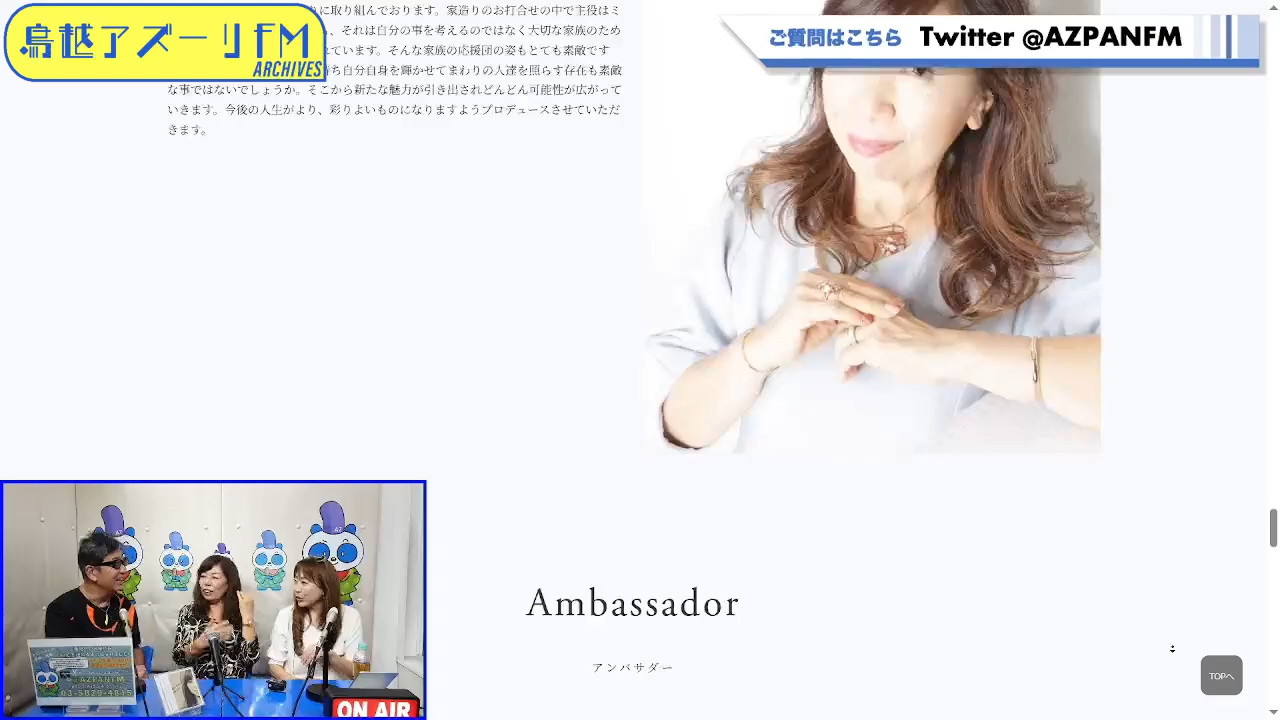 鳥越アズーリFM
ARCHIVES
ご質問はこちら Twitter @AZPANFM
に取り組んでおります。家造りのお打合せの中で主役はミ
、それは自分の事を考えるのではなく大切な家族のため
ています。そんな家族の応援団の姿もとても素敵です
ち自分自身を輝かせてまわりの人達を照らす存在も素敵
な事ではないでしょうか。そこから新たな魅力が引き出されどんどん可能性が広がって
いきます。今後の人生がより、彩りよいものになりますようプロデュースさせていただ
きます。
Ambassador
アンバサダー
TOPへ
AZPANFM
03-5829-4815
ON AIR